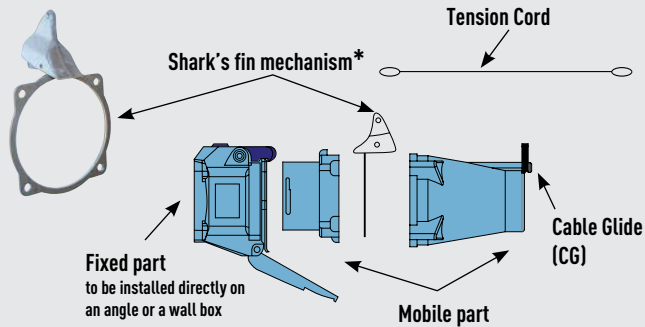 Tension Cord
Shark's fin mechanism*
Cable Glide
(CG)
Fixed part
to be installed directly on
an angle or a wall box
Mobile part